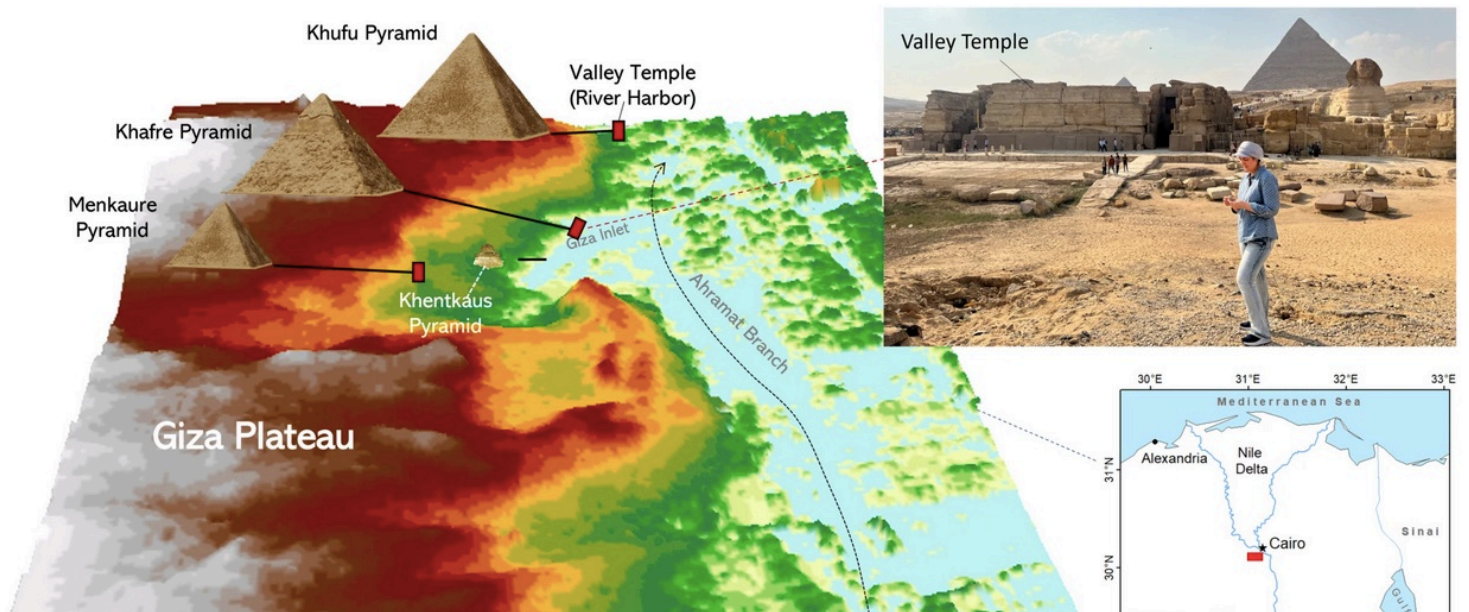 Khufu Pyramid
Valley Temple
(River Harbor)
Khafre Pyramid
Menkaure
Pyramid
Giza Inlet
Khentkaus
Pyramid
Ahramat Branch
Giza Plateau
Valley Temple
30°E
31°E
32°E
33°E
Mediterranean Sea
Alexandria
Nile
Delta
31°N
Sinai
Cairo
30°N